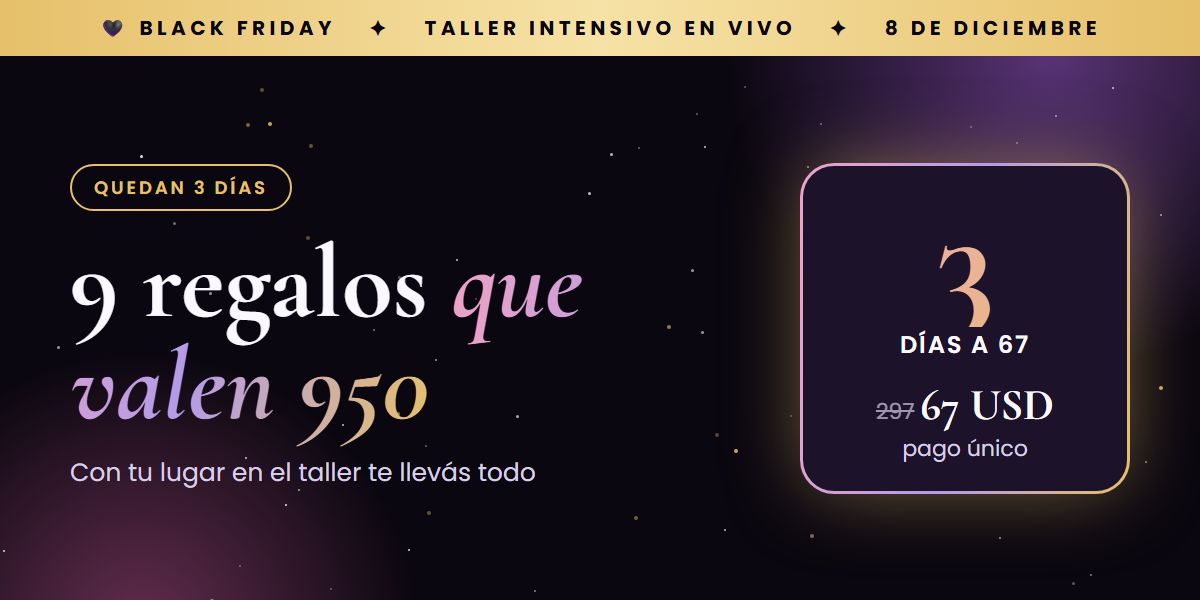 🖤 BLACK FRIDAY ✦ TALLER INTENSIVO EN VIVO ✦ 8 DE DICIEMBRE
QUEDAN 3 DÍAS
9 regalos que
valen 950
Con tu lugar en el taller te llevás todo
3
DÍAS A 67
297 67 USD
pago único